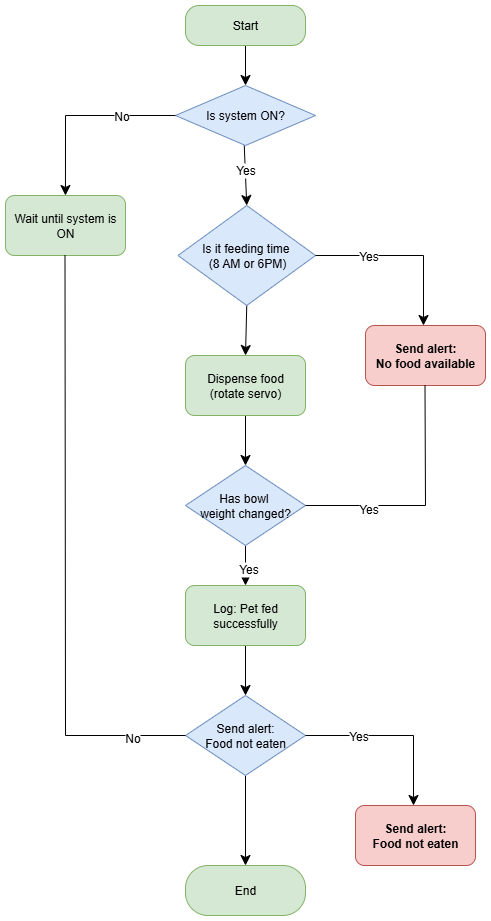 Start
Is system ON?
No
Yes
Wait until system is
ON
Is it feeding time
(8 AM or 6PM)
Yes
Send alert:
No food available
Dispense food
(rotate servo)
Has bowl
weight changed?
Yes
Yes
Log: Pet fed
successfully
Send alert:
Food not eaten
No
Yes
Send alert:
Food not eaten
End